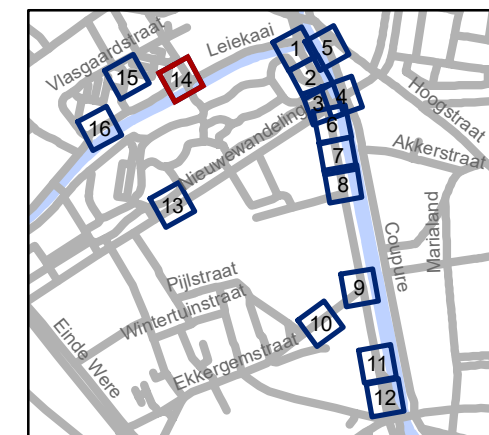 Leiekaai
Vlasgaardstraat
1
5
2
15
14
4
3
Hoogstraat
16
6
Nieuwewandeling
Akkerstraat
7
8
13
Coupure
Marialand
Pijlstraat
9
Wintertuinstraat
10
Einde Were
Ekkergemstraat
11
12